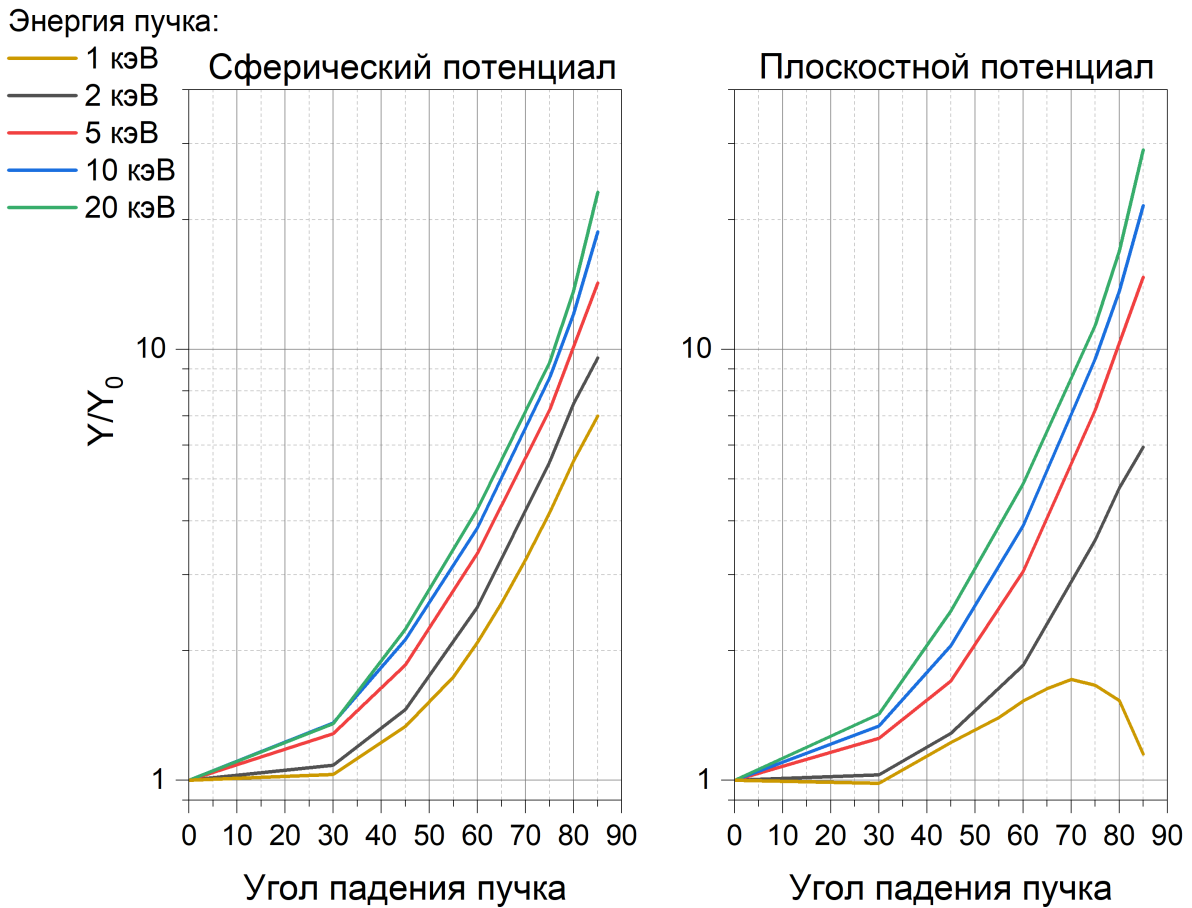 Энергия пучка:
1 кэВ
2 кэВ
5 кэВ
10 кэВ
20 кэВ
Сферический потенциал
Плоскостной потенциал
Y/Y₀
10
1
0 10 20 30 40 50 60 70 80 90
Угол падения пучка
10
1
0 10 20 30 40 50 60 70 80 90
Угол падения пучка